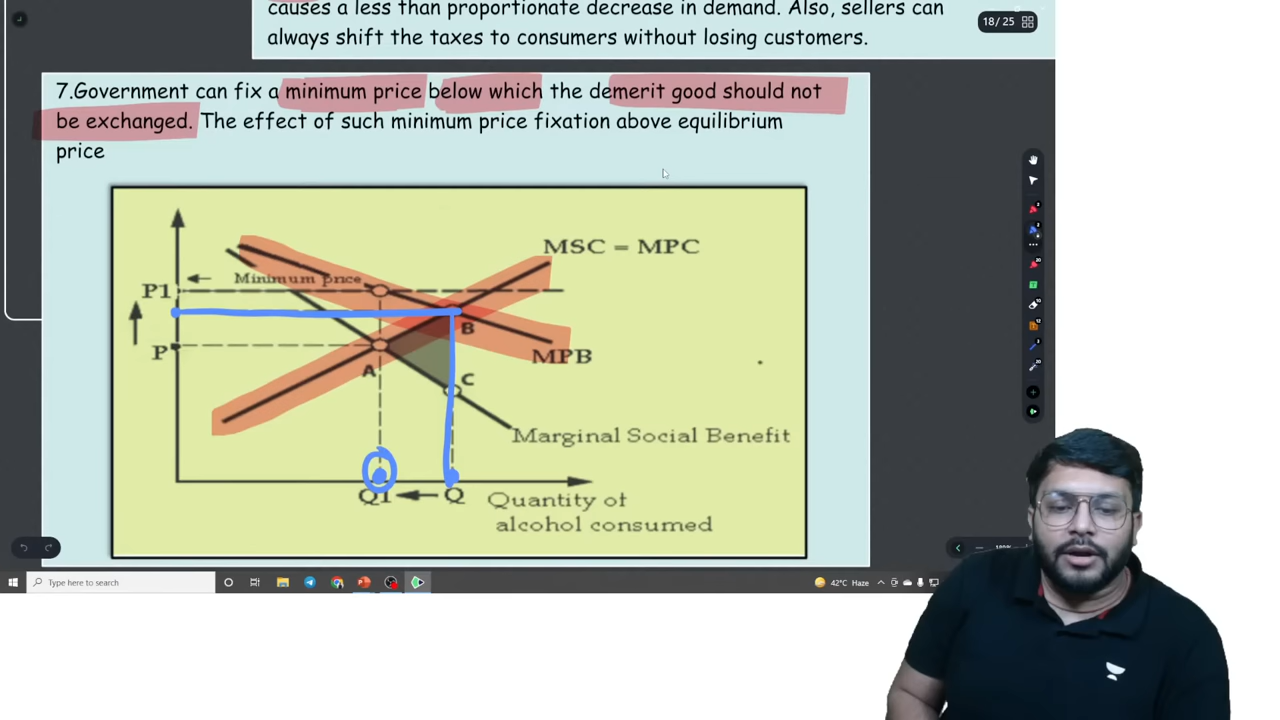 causes a less than proportionate decrease in demand. Also, sellers can
always shift the taxes to consumers without losing customers.
18/25
7.Government can fix a minimum price below which the demerit good should not
be exchanged. The effect of such minimum price fixation above equilibrium
price
MSC = MPC
Minimum price
P1
B
P
MPB
A
C
Marginal Social Benefit
Q1
Q
Quantity of
alcohol consumed
Type here to search
42°C Haze